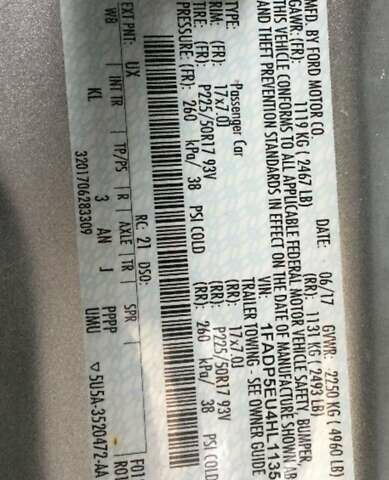 MFD. BY FORD MOTOR CO. DATE: 06/17 GVWR: 2250 KG ( 4960 LB)
GAWR: (FR): 1119 KG ( 2467 LB) (RR): 1131 KG ( 2493 LB)
THIS VEHICLE CONFORMS TO ALL APPLICABLE FEDERAL MOTOR VEHICLE SAFETY, BUMPER,
AND THEFT PREVENTION STANDARDS IN EFFECT ON THE DATE OF MANUFACTURE SHOWN AB
VIN: 1FADP5EU4HL1135
TYPE: Passenger Car TRAILER TOWING - SEE OWNER GUIDE
RIM: (FR): 17x7.0J (RR): 17x7.0J
TIRE: (FR): P225/50R17 93V (RR): P225/50R17 93V
PRESSURE: (FR): 260 kPa/ 38 PSI COLD (RR): 260 kPa/ 38 PSI COLD
RC: 21 DSO: F01
EXT PNT: UX R01
WB INT TR TP/PS R AXLE TR SPR
KL 3 AN J PPPP
UMU
3201706283309 ▽5U5A-3520472-AA